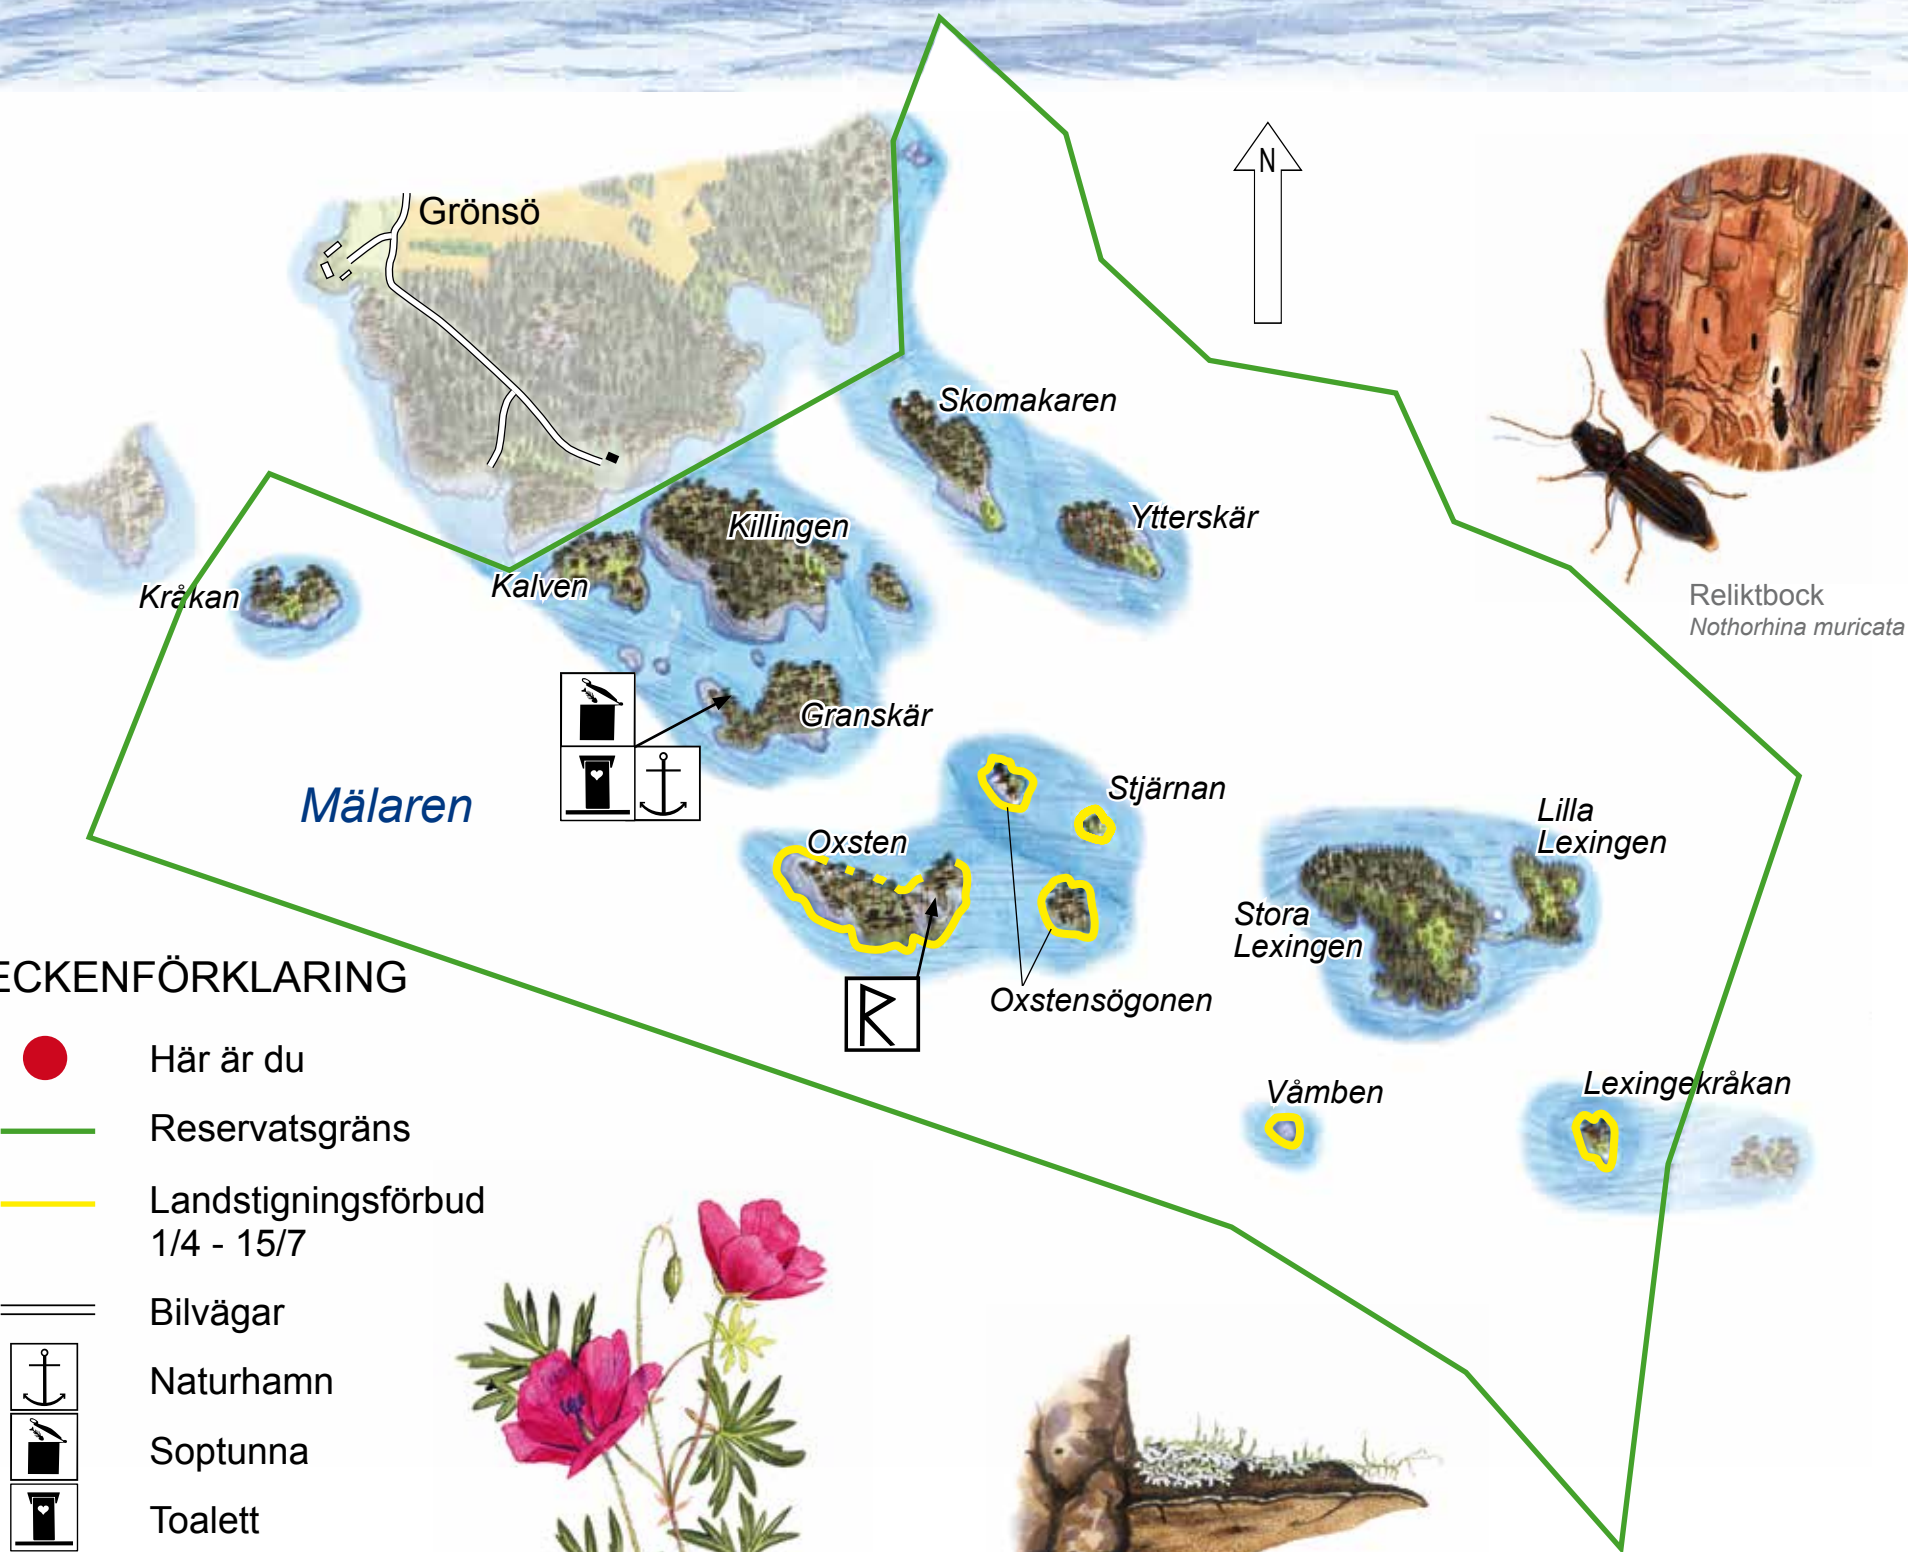 N
Grönsö
Skomakaren
Ytterskär
Killingen
Kalven
Kråkan
Reliktbock
Nothorhina muricata
Granskär
Mälaren
Stjärnan
Oxsten
Lilla
Lexingen
Stora
Lexingen
Oxstensögonen
R
Våmben
Lexingekråkan
ECKENFÖRKLARING
Här är du
Reservatsgräns
Landstigningsförbud
1/4 - 15/7
Bilvägar
Naturhamn
Soptunna
Toalett